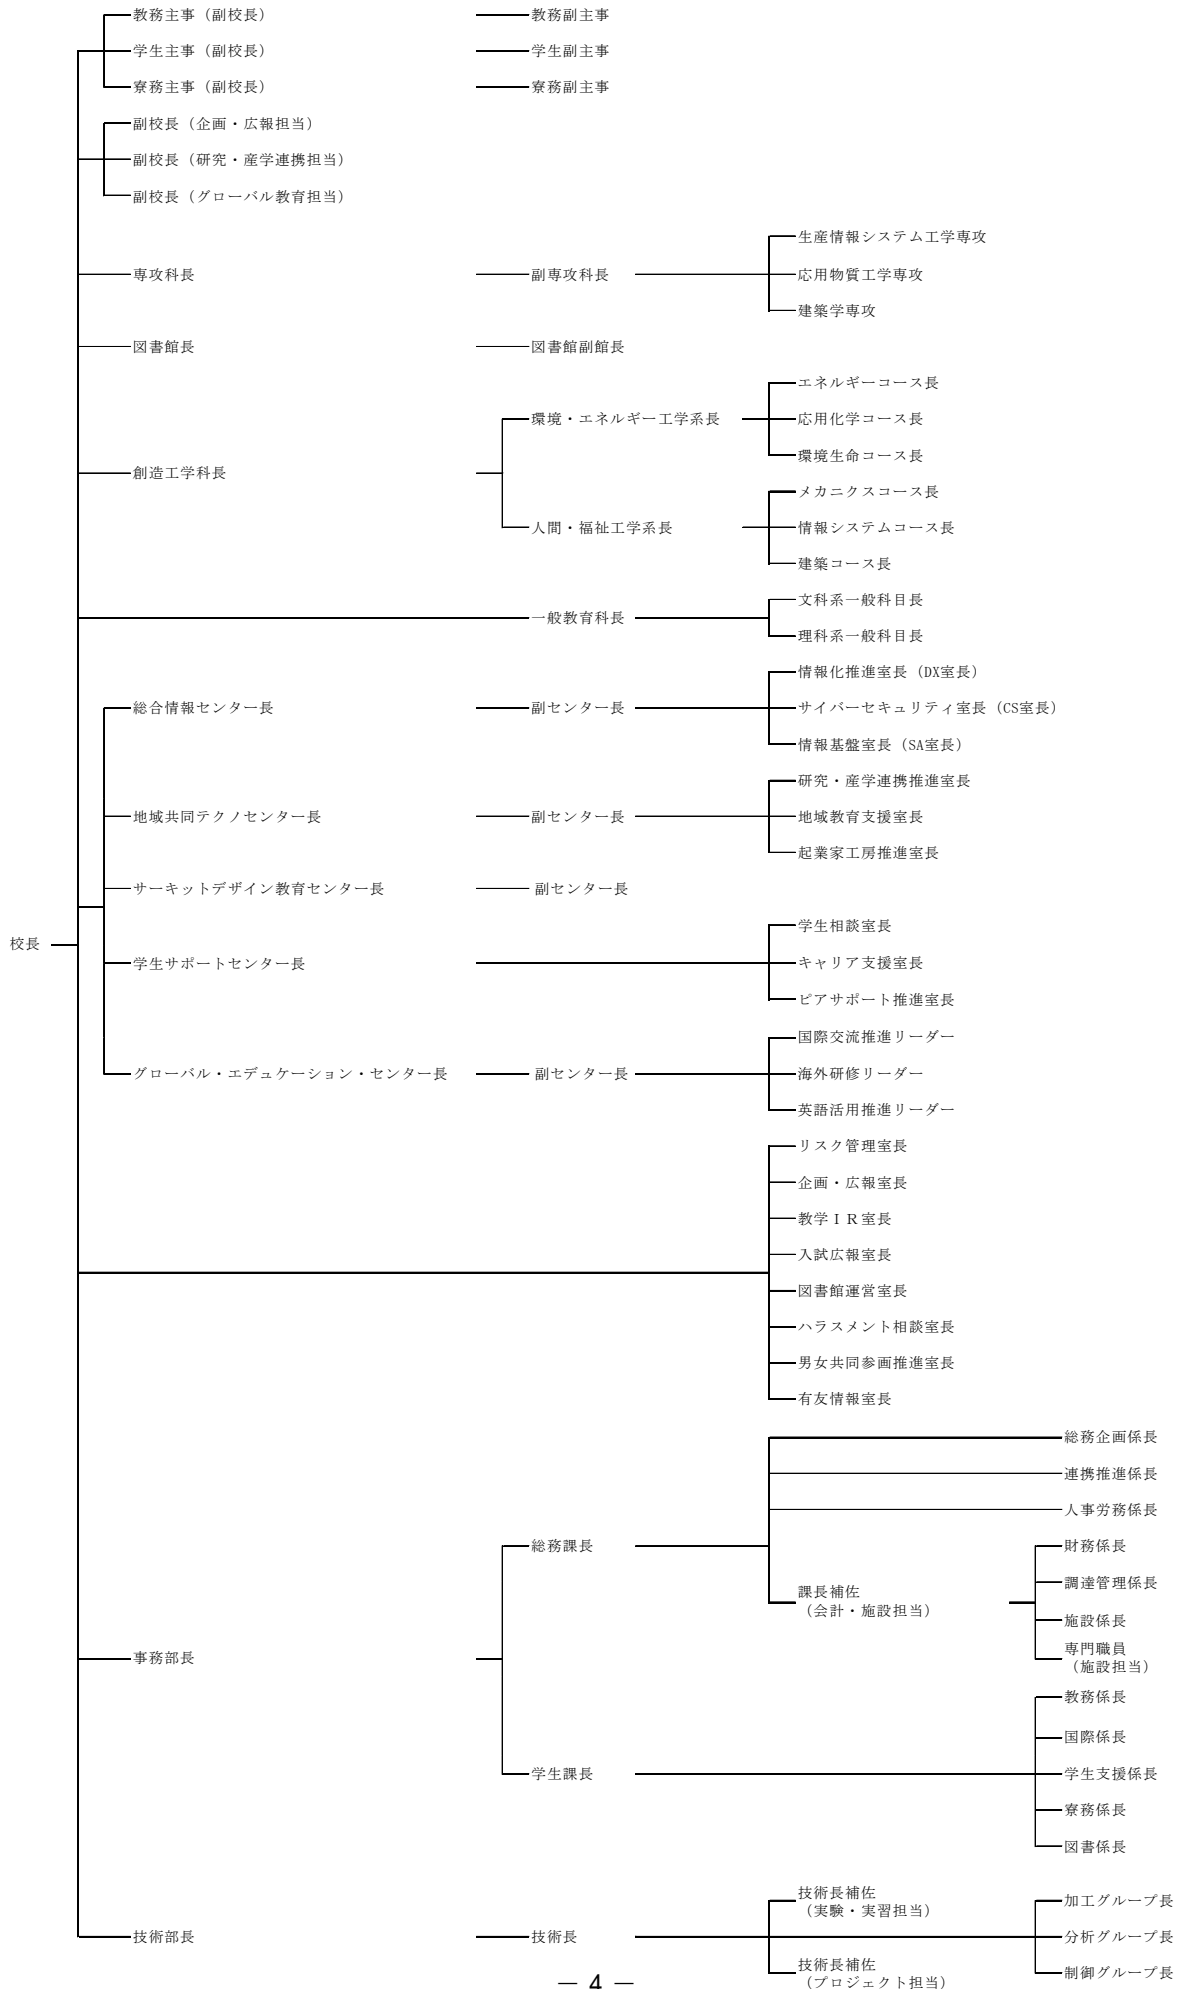 教務主事（副校長）　教務副主事
学生主事（副校長）　学生副主事
寮務主事（副校長）　寮務副主事
副校長（企画・広報担当）
副校長（研究・産学連携担当）
副校長（グローバル教育担当）
生産情報システム工学専攻
専攻科長　副専攻科長　応用物質工学専攻
建築学専攻
図書館長　図書館副館長
エネルギーコース長
環境・エネルギー工学系長　応用化学コース長
環境生命コース長
創造工学科長
メカニクスコース長
人間・福祉工学系長　情報システムコース長
建築コース長
文科系一般科目長
一般教育科長
理科系一般科目長
情報化推進室長（DX室長）
総合情報センター長　副センター長　サイバーセキュリティ室長（CS室長）
情報基盤室長（SA室長）
研究・産学連携推進室長
地域共同テクノセンター長　副センター長　地域教育支援室長
起業家工房推進室長
サーキットデザイン教育センター長　副センター長
学生相談室長
校長
学生サポートセンター長　キャリア支援室長
ピアサポート推進室長
国際交流推進リーダー
グローバル・エデュケーション・センター長　副センター長　海外研修リーダー
英語活用推進リーダー
リスク管理室長
企画・広報室長
教学ＩＲ室長
入試広報室長
図書館運営室長
ハラスメント相談室長
男女共同参画推進室長
有友情報室長
総務企画係長
連携推進係長
人事労務係長
総務課長　財務係長
調達管理係長
課長補佐
（会計・施設担当）
施設係長
専門職員
（施設担当）
事務部長
教務係長
国際係長
学生課長　学生支援係長
寮務係長
図書係長
技術長補佐
（実験・実習担当）
加工グループ長
技術部長　技術長　分析グループ長
技術長補佐
（プロジェクト担当）
制御グループ長
— 4 —